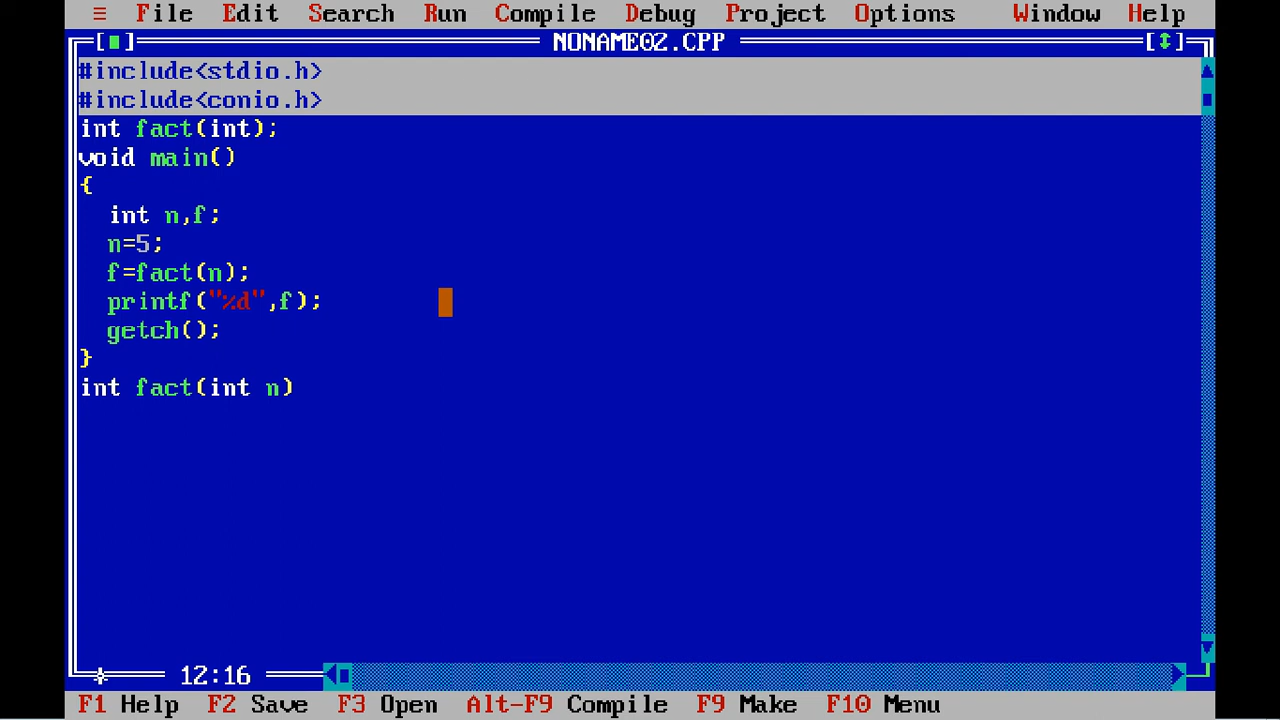 ≡ File Edit Search Run Compile Debug Project Options Window Help
[■] NONAME02.CPP [↕]
#include<stdio.h>
#include<conio.h>
int fact(int);
void main()
{
int n,f;
n=5;
f=fact(n);
printf("%d",f);
getch();
}
int fact(int n)
12:16
F1 Help F2 Save F3 Open Alt-F9 Compile F9 Make F10 Menu